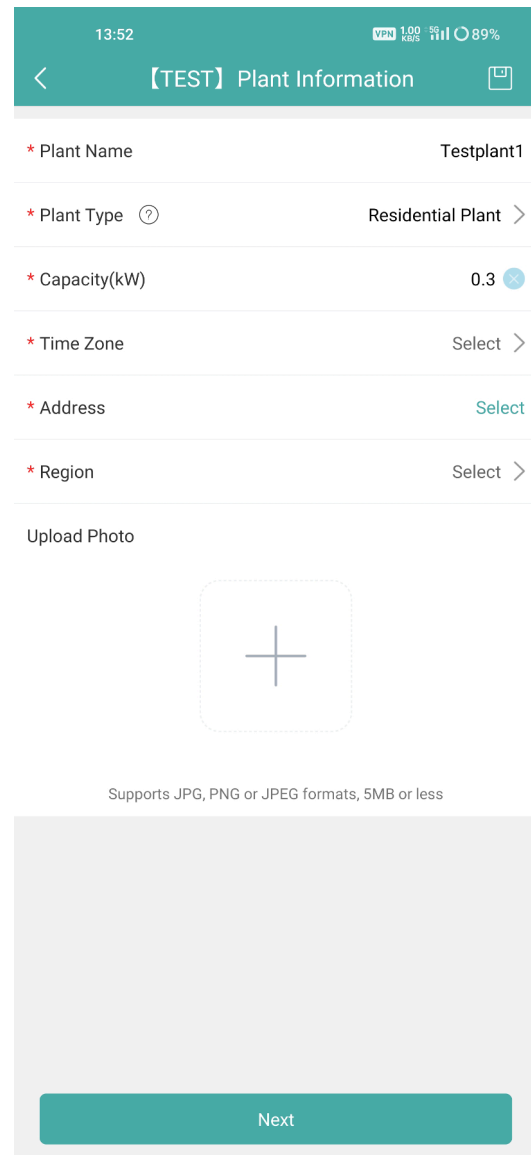 13:52 VPN 1.00 KB/S 5G 89%
【TEST】Plant Information
* Plant Name Testplant1
* Plant Type ? Residential Plant
* Capacity(kW) 0.3
* Time Zone Select
* Address Select
* Region Select
Upload Photo
Supports JPG, PNG or JPEG formats, 5MB or less
Next